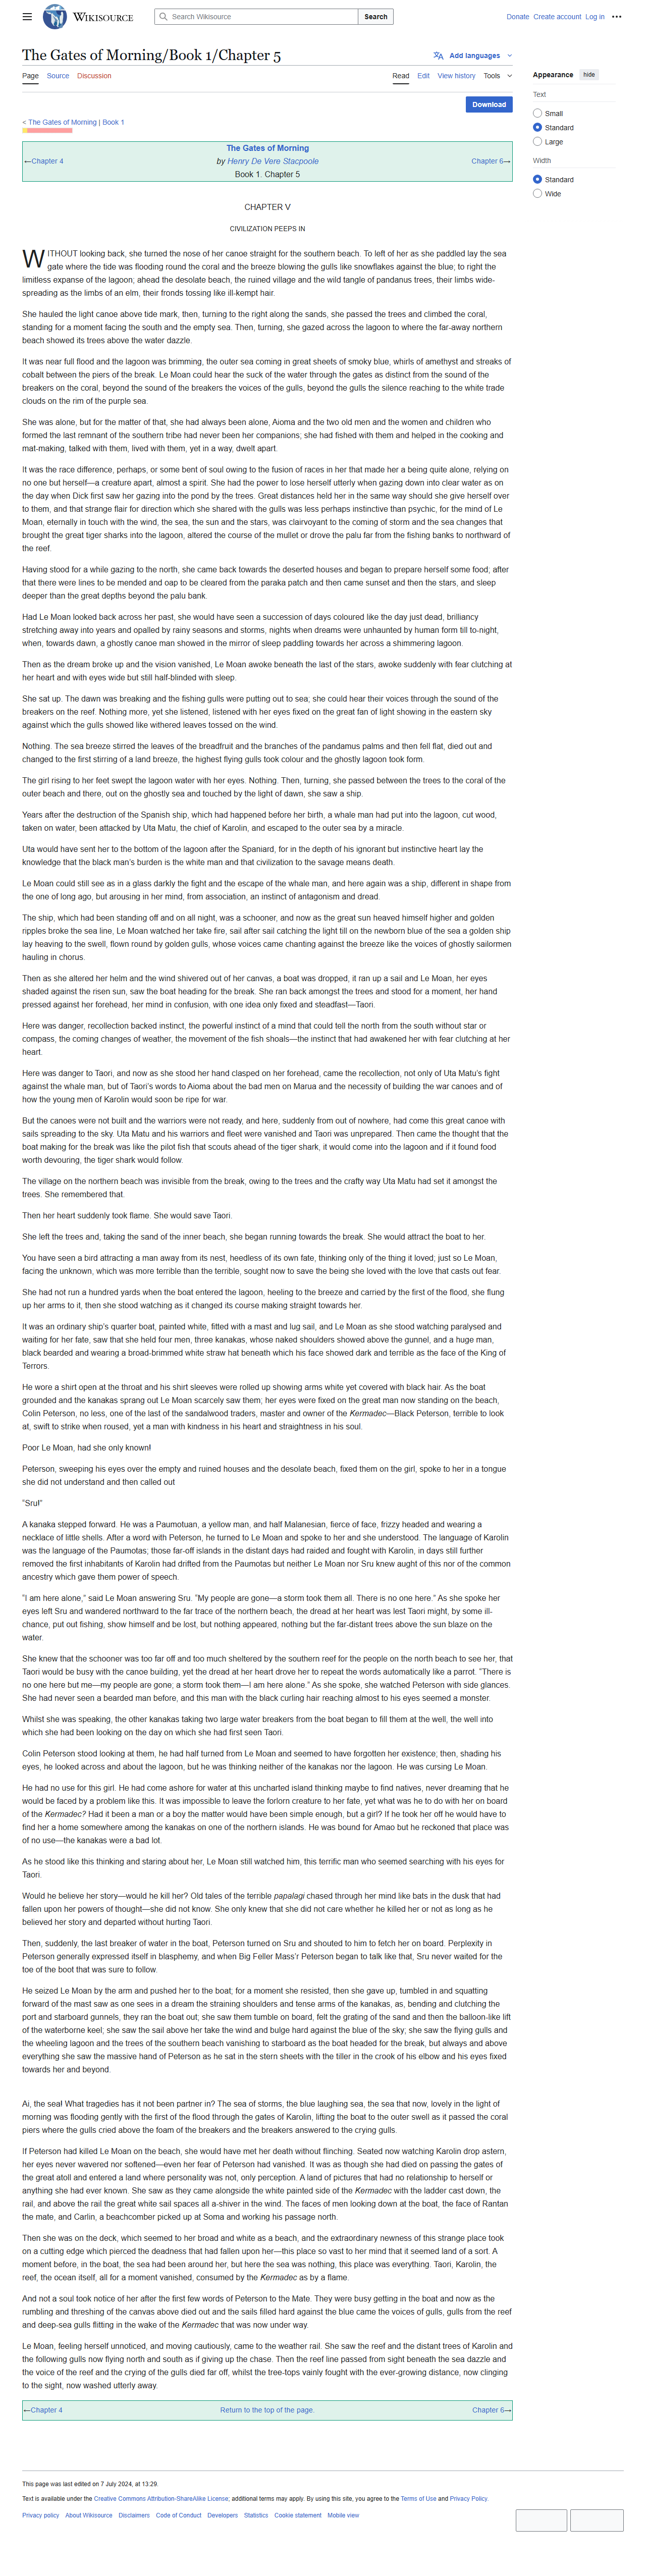 WIKISOURCE
Search Wikisource
Search
Donate Create account Log in
The Gates of Morning/Book 1/Chapter 5
Add languages
Page Source Discussion
Read Edit View history Tools
Download
Appearance hide
Text
Small
Standard
Large
Width
Standard
Wide
< The Gates of Morning | Book 1
←Chapter 4
The Gates of Morning
by Henry De Vere Stacpoole
Book 1. Chapter 5
Chapter 6→
CHAPTER V
CIVILIZATION PEEPS IN
WITHOUT looking back, she turned the nose of her canoe straight for the southern beach. To left of her as she paddled lay the sea
gate where the tide was flooding round the coral and the breeze blowing the gulls like snowflakes against the blue; to right the
limitless expanse of the lagoon; ahead the desolate beach, the ruined village and the wild tangle of pandanus trees, their limbs wide-
spreading as the limbs of an elm, their fronds tossing like ill-kempt hair.
She hauled the light canoe above tide mark, then, turning to the right along the sands, she passed the trees and climbed the coral,
standing for a moment facing the south and the empty sea. Then, turning, she gazed across the lagoon to where the far-away northern
beach showed its trees above the water dazzle.
It was near full flood and the lagoon was brimming, the outer sea coming in great sheets of smoky blue, whirls of amethyst and streaks of
cobalt between the piers of the break. Le Moan could hear the suck of the water through the gates as distinct from the sound of the
breakers on the coral, beyond the sound of the breakers the voices of the gulls, beyond the gulls the silence reaching to the white trade
clouds on the rim of the purple sea.
She was alone, but for the matter of that, she had always been alone, Aioma and the two old men and the women and children who
formed the last remnant of the southern tribe had never been her companions; she had fished with them and helped in the cooking and
mat-making, talked with them, lived with them, yet in a way, dwelt apart.
It was the race difference, perhaps, or some bent of soul owing to the fusion of races in her that made her a being quite alone, relying on
no one but herself—a creature apart, almost a spirit. She had the power to lose herself utterly when gazing down into clear water as on
the day when Dick first saw her gazing into the pond by the trees. Great distances held her in the same way should she give herself over
to them, and that strange flair for direction which she shared with the gulls was less perhaps instinctive than psychic, for the mind of Le
Moan, eternally in touch with the wind, the sea, the sun and the stars, was clairvoyant to the coming of storm and the sea changes that
brought the great tiger sharks into the lagoon, altered the course of the mullet or drove the palu far from the fishing banks to northward of
the reef.
Having stood for a while gazing to the north, she came back towards the deserted houses and began to prepare herself some food, after
that there were lines to be mended and oap to be cleared from the paraka patch and then came sunset and then the stars, and sleep
deeper than the great depths beyond the palu bank.
Had Le Moan looked back across her past, she would have seen a succession of days coloured like the day just dead, brilliancy
stretching away into years and opalled by rainy seasons and storms, nights when dreams were unhaunted by human form till to-night,
when, towards dawn, a ghostly canoe man showed in the mirror of sleep paddling towards her across a shimmering lagoon.
Then as the dream broke up and the vision vanished, Le Moan awoke beneath the last of the stars, awoke suddenly with fear clutching at
her heart and with eyes wide but still half-blinded with sleep.
She sat up. The dawn was breaking and the fishing gulls were putting out to sea; she could hear their voices through the sound of the
breakers on the reef. Nothing more, yet she listened, listened with her eyes fixed on the great fan of light showing in the eastern sky
against which the gulls showed like withered leaves tossed on the wind.
Nothing. The sea breeze stirred the leaves of the breadfruit and the branches of the pandamus palms and then fell flat, died out and
changed to the first stirring of a land breeze, the highest flying gulls took colour and the ghostly lagoon took form.
The girl rising to her feet swept the lagoon water with her eyes. Nothing. Then, turning, she passed between the trees to the coral of the
outer beach and there, out on the ghostly sea and touched by the light of dawn, she saw a ship.
Years after the destruction of the Spanish ship, which had happened before her birth, a whale man had put into the lagoon, cut wood,
taken on water, been attacked by Uta Matu, the chief of Karolin, and escaped to the outer sea by a miracle.
Uta would have sent her to the bottom of the lagoon after the Spaniard, for in the depth of his ignorant but instinctive heart lay the
knowledge that the black man's burden is the white man and that civilization to the savage means death.
Le Moan could still see as in a glass darkly the fight and the escape of the whale man, and here again was a ship, different in shape from
the one of long ago, but arousing in her mind, from association, an instinct of antagonism and dread.
The ship, which had been standing off and on all night, was a schooner, and now as the great sun heaved himself higher and golden
ripples broke the sea line, Le Moan watched her take fire, sail after sail catching the light till on the newborn blue of the sea a golden ship
lay heaving to the swell, flown round by golden gulls, whose voices came chanting against the breeze like the voices of ghostly sailormen
hauling in chorus.
Then as she altered her helm and the wind shivered out of her canvas, a boat was dropped, it ran up a sail and Le Moan, her eyes
shaded against the risen sun, saw the boat heading for the break. She ran back amongst the trees and stood for a moment, her hand
pressed against her forehead, her mind in confusion, with one idea only fixed and steadfast—Taori.
Here was danger, recollection backed instinct, the powerful instinct of a mind that could tell the north from the south without star or
compass, the coming changes of weather, the movement of the fish shoals—the instinct that had awakened her with fear clutching at her
heart.
Here was danger to Taori, and now as she stood her hand clasped on her forehead, came the recollection, not only of Uta Matu's fight
against the whale man, but of Taori's words to Aioma about the bad men on Marua and the necessity of building the war canoes and of
how the young men of Karolin would soon be ripe for war.
But the canoes were not built and the warriors were not ready, and here, suddenly from out of nowhere, had come this great canoe with
sails spreading to the sky. Uta Matu and his warriors and fleet were vanished and Taori was unprepared. Then came the thought that the
boat making for the break was like the pilot fish that scouts ahead of the tiger shark, it would come into the lagoon and if it found food
worth devouring, the tiger shark would follow.
The village on the northern beach was invisible from the break, owing to the trees and the crafty way Uta Matu had set it amongst the
trees. She remembered that.
Then her heart suddenly took flame. She would save Taori.
She left the trees and, taking the sand of the inner beach, she began running towards the break. She would attract the boat to her.
You have seen a bird attracting a man away from its nest, heedless of its own fate, thinking only of the thing it loved; just so Le Moan,
facing the unknown, which was more terrible than the terrible, sought now to save the being she loved with the love that casts out fear.
She had not run a hundred yards when the boat entered the lagoon, heeling to the breeze and carried by the first of the flood, she flung
up her arms to it, then she stood watching as it changed its course making straight towards her.
It was an ordinary ship's quarter boat, painted white, fitted with a mast and lug sail, and Le Moan as she stood watching paralysed and
waiting for her fate, saw that she held four men, three kanakas, whose naked shoulders showed above the gunnel, and a huge man,
black bearded and wearing a broad-brimmed white straw hat beneath which his face showed dark and terrible as the face of the King of
Terrors.
He wore a shirt open at the throat and his shirt sleeves were rolled up showing arms white yet covered with black hair. As the boat
grounded and the kanakas sprang out Le Moan scarcely saw them; her eyes were fixed on the great man now standing on the beach,
Colin Peterson, no less, one of the last of the sandalwood traders, master and owner of the Kermadec—Black Peterson, terrible to look
at, swift to strike when roused, yet a man with kindness in his heart and straightness in his soul.
Poor Le Moan, had she only known!
Peterson, sweeping his eyes over the empty and ruined houses and the desolate beach, fixed them on the girl, spoke to her in a tongue
she did not understand and then called out
"Sru!"
A kanaka stepped forward. He was a Paumotuan, a yellow man, and half Malanesian, fierce of face, frizzy headed and wearing a
necklace of little shells. After a word with Peterson, he turned to Le Moan and spoke to her and she understood. The language of Karolin
was the language of the Paumotas; those far-off islands in the distant days had raided and fought with Karolin, in days still further
removed the first inhabitants of Karolin had drifted from the Paumotas but neither Le Moan nor Sru knew aught of this nor of the common
ancestry which gave them power of speech.
"I am here alone," said Le Moan answering Sru. "My people are gone—a storm took them all. There is no one here." As she spoke her
eyes left Sru and wandered northward to the far trace of the northern beach, the dread at her heart was lest Taori might, by some ill-
chance, put out fishing, show himself and be lost, but nothing appeared, nothing but the far-distant trees above the sun blaze on the
water.
She knew that the schooner was too far off and too much sheltered by the southern reef for the people on the north beach to see her, that
Taori would be busy with the canoe building, yet the dread at her heart drove her to repeat the words automatically like a parrot. "There is
no one here but me—my people are gone; a storm took them—I am here alone." As she spoke, she watched Peterson with side glances.
She had never seen a bearded man before, and this man with the black curling hair reaching almost to his eyes seemed a monster.
Whilst she was speaking, the other kanakas taking two large water breakers from the boat began to fill them at the well, the well into
which she had been looking on the day on which she had first seen Taori.
Colin Peterson stood looking at them, he had half turned from Le Moan and seemed to have forgotten her existence; then, shading his
eyes, he looked across and about the lagoon, but he was thinking neither of the kanakas nor the lagoon. He was cursing Le Moan.
He had no use for this girl. He had come ashore for water at this uncharted island thinking maybe to find natives, never dreaming that he
would be faced by a problem like this. It was impossible to leave the forlorn creature to her fate, yet what was he to do with her on board
of the Kermadec? Had it been a man or a boy the matter would have been simple enough, but a girl? If he took her off he would have to
find her a home somewhere among the kanakas on one of the northern islands. He was bound for Amao but he reckoned that place was
of no use—the kanakas were a bad lot.
As he stood like this thinking and staring about her, Le Moan still watched him, this terrific man who seemed searching with his eyes for
Taori.
Would he believe her story—would he kill her? Old tales of the terrible papalagi chased through her mind like bats in the dusk that had
fallen upon her powers of thought—she did not know. She only knew that she did not care whether he killed her or not as long as he
believed her story and departed without hurting Taori.
Then, suddenly, the last breaker of water in the boat, Peterson turned on Sru and shouted to him to fetch her on board. Perplexity in
Peterson generally expressed itself in blasphemy, and when Big Feller Mass'r Peterson began to talk like that, Sru never waited for the
toe of the boot that was sure to follow.
He seized Le Moan by the arm and pushed her to the boat; for a moment she resisted, then she gave up, tumbled in and squatting
forward of the mast saw as one sees in a dream the straining shoulders and tense arms of the kanakas, as, bending and clutching the
port and starboard gunnels, they ran the boat out; she saw them tumble on board, felt the grating of the sand and then the balloon-like lift
of the waterborne keel; she saw the sail above her take the wind and bulge hard against the blue of the sky; she saw the flying gulls and
the wheeling lagoon and the trees of the southern beach vanishing to starboard as the boat headed for the break, but always and above
everything she saw the massive hand of Peterson as he sat in the stern sheets with the tiller in the crook of his elbow and his eyes fixed
towards her and beyond.
Ai, the sea! What tragedies has it not been partner in? The sea of storms, the blue laughing sea, the sea that now, lovely in the light of
morning was flooding gently with the first of the flood through the gates of Karolin, lifting the boat to the outer swell as it passed the coral
piers where the gulls cried above the foam of the breakers and the breakers answered to the crying gulls.
If Peterson had killed Le Moan on the beach, she would have met her death without flinching. Seated now watching Karolin drop astern,
her eyes never wavered nor softened—even her fear of Peterson had vanished. It was as though she had died on passing the gates of
the great atoll and entered a land where personality was not, only perception. A land of pictures that had no relationship to herself or
anything she had ever known. She saw as they came alongside the white painted side of the Kermadec with the ladder cast down, the
rail, and above the rail the great white sail spaces all a-shiver in the wind. The faces of men looking down at the boat, the face of Rantan
the mate, and Carlin, a beachcomber picked up at Soma and working his passage north.
Then she was on the deck, which seemed to her broad and white as a beach, and the extraordinary newness of this strange place took
on a cutting edge which pierced the deadness that had fallen upon her—this place so vast to her mind that it seemed land of a sort. A
moment before, in the boat, the sea had been around her, but here the sea was nothing, this place was everything. Taori, Karolin, the
reef, the ocean itself, all for a moment vanished, consumed by the Kermadec as by a flame.
And not a soul took notice of her after the first few words of Peterson to the Mate. They were busy getting in the boat and now as the
rumbling and threshing of the canvas above died out and the sails filled hard against the blue came the voices of gulls, gulls from the reef
and deep-sea gulls flitting in the wake of the Kermadec that was now under way.
Le Moan, feeling herself unnoticed, and moving cautiously, came to the weather rail. She saw the reef and the distant trees of Karolin and
the following gulls now flying north and south as if giving up the chase. Then the reef line passed from sight beneath the sea dazzle and
the voice of the reef and the crying of the gulls died far off, whilst the tree-tops vainly fought with the ever-growing distance, now clinging
to the sight, now washed utterly away.
←Chapter 4
Return to the top of the page.
Chapter 6→
This page was last edited on 7 July 2024, at 13:29.
Text is available under the Creative Commons Attribution-ShareAlike License; additional terms may apply. By using this site, you agree to the Terms of Use and Privacy Policy.
Privacy policy About Wikisource Disclaimers Code of Conduct Developers Statistics Cookie statement Mobile view